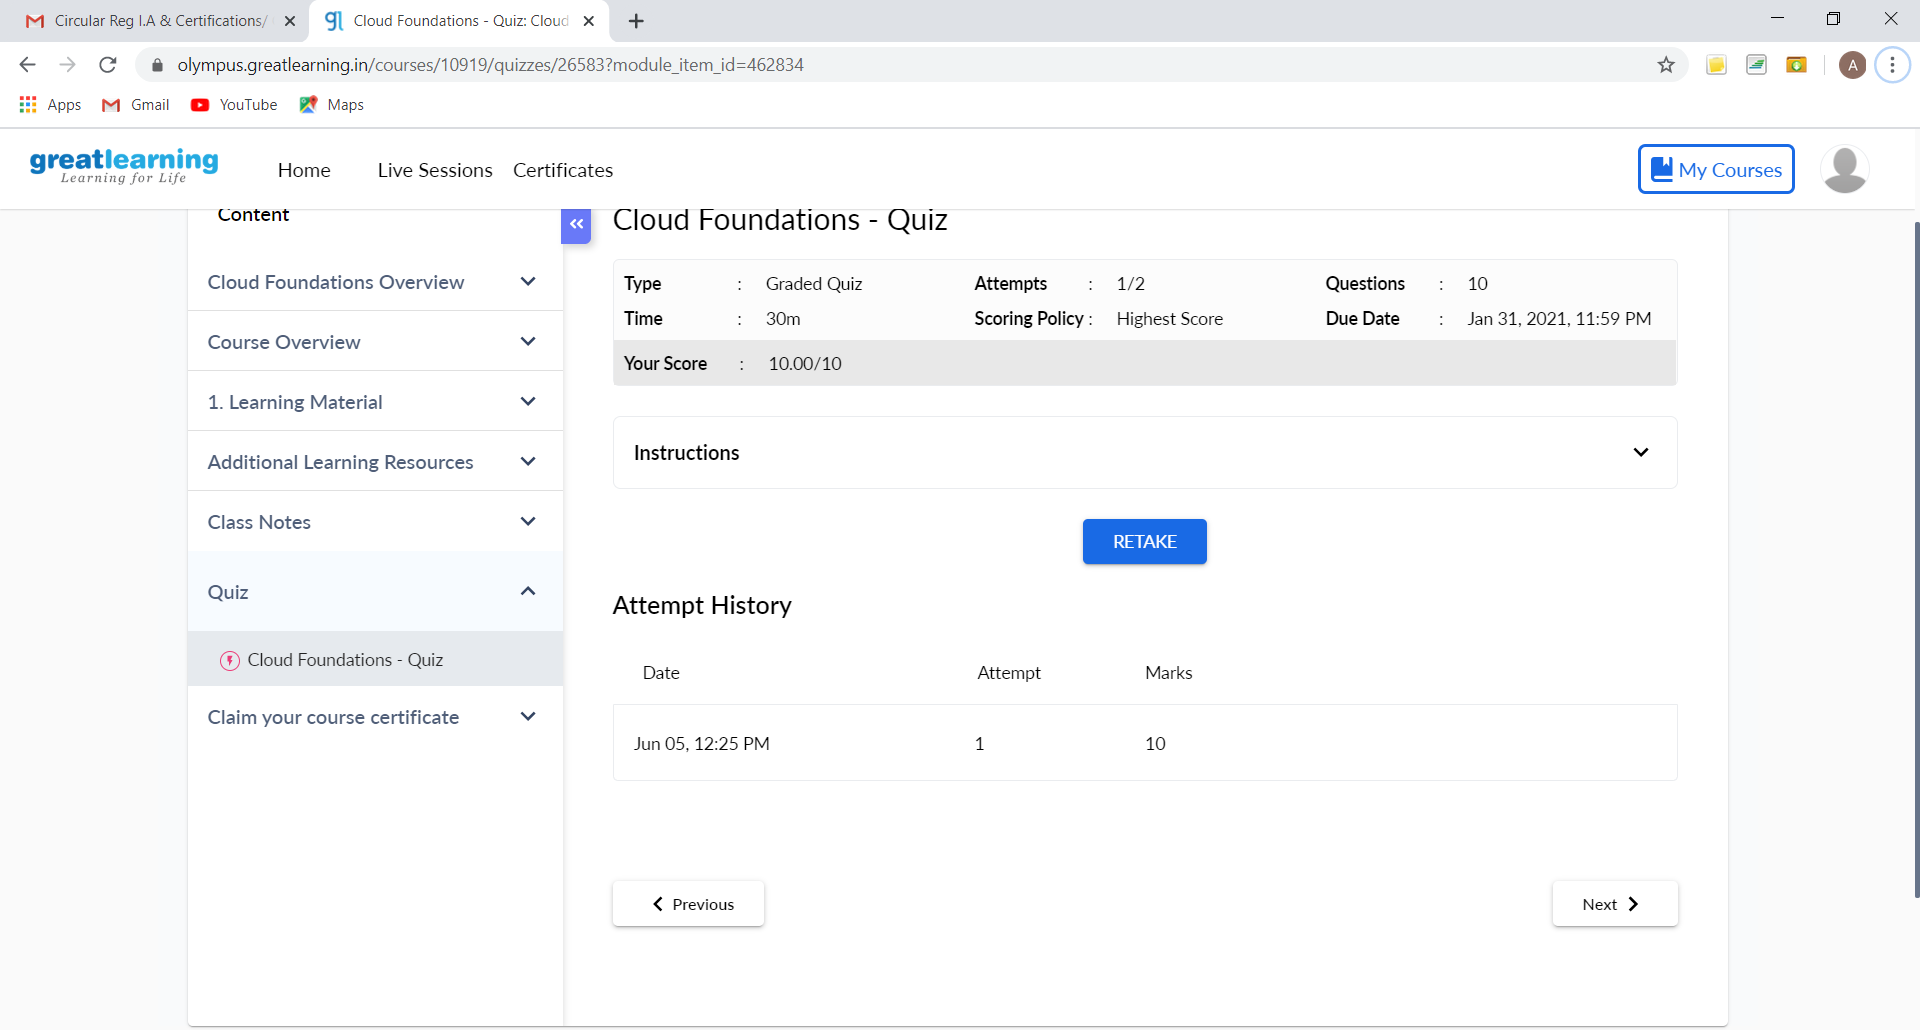 Circular Reg I.A & Certifications/
Cloud Foundations - Quiz: Cloud
olympus.greatlearning.in/courses/10919/quizzes/26583?module_item_id=462834
A
Apps Gmail YouTube Maps
greatlearning
Learning for Life
Home Live Sessions Certificates
My Courses
Content
Cloud Foundations Overview
Course Overview
1. Learning Material
Additional Learning Resources
Class Notes
Quiz
Cloud Foundations - Quiz
Claim your course certificate
Cloud Foundations - Quiz
Type : Graded Quiz Attempts : 1/2 Questions : 10
Time : 30m Scoring Policy : Highest Score Due Date : Jan 31, 2021, 11:59 PM
Your Score : 10.00/10
Instructions
RETAKE
Attempt History
Date Attempt Marks
Jun 05, 12:25 PM 1 10
Previous Next